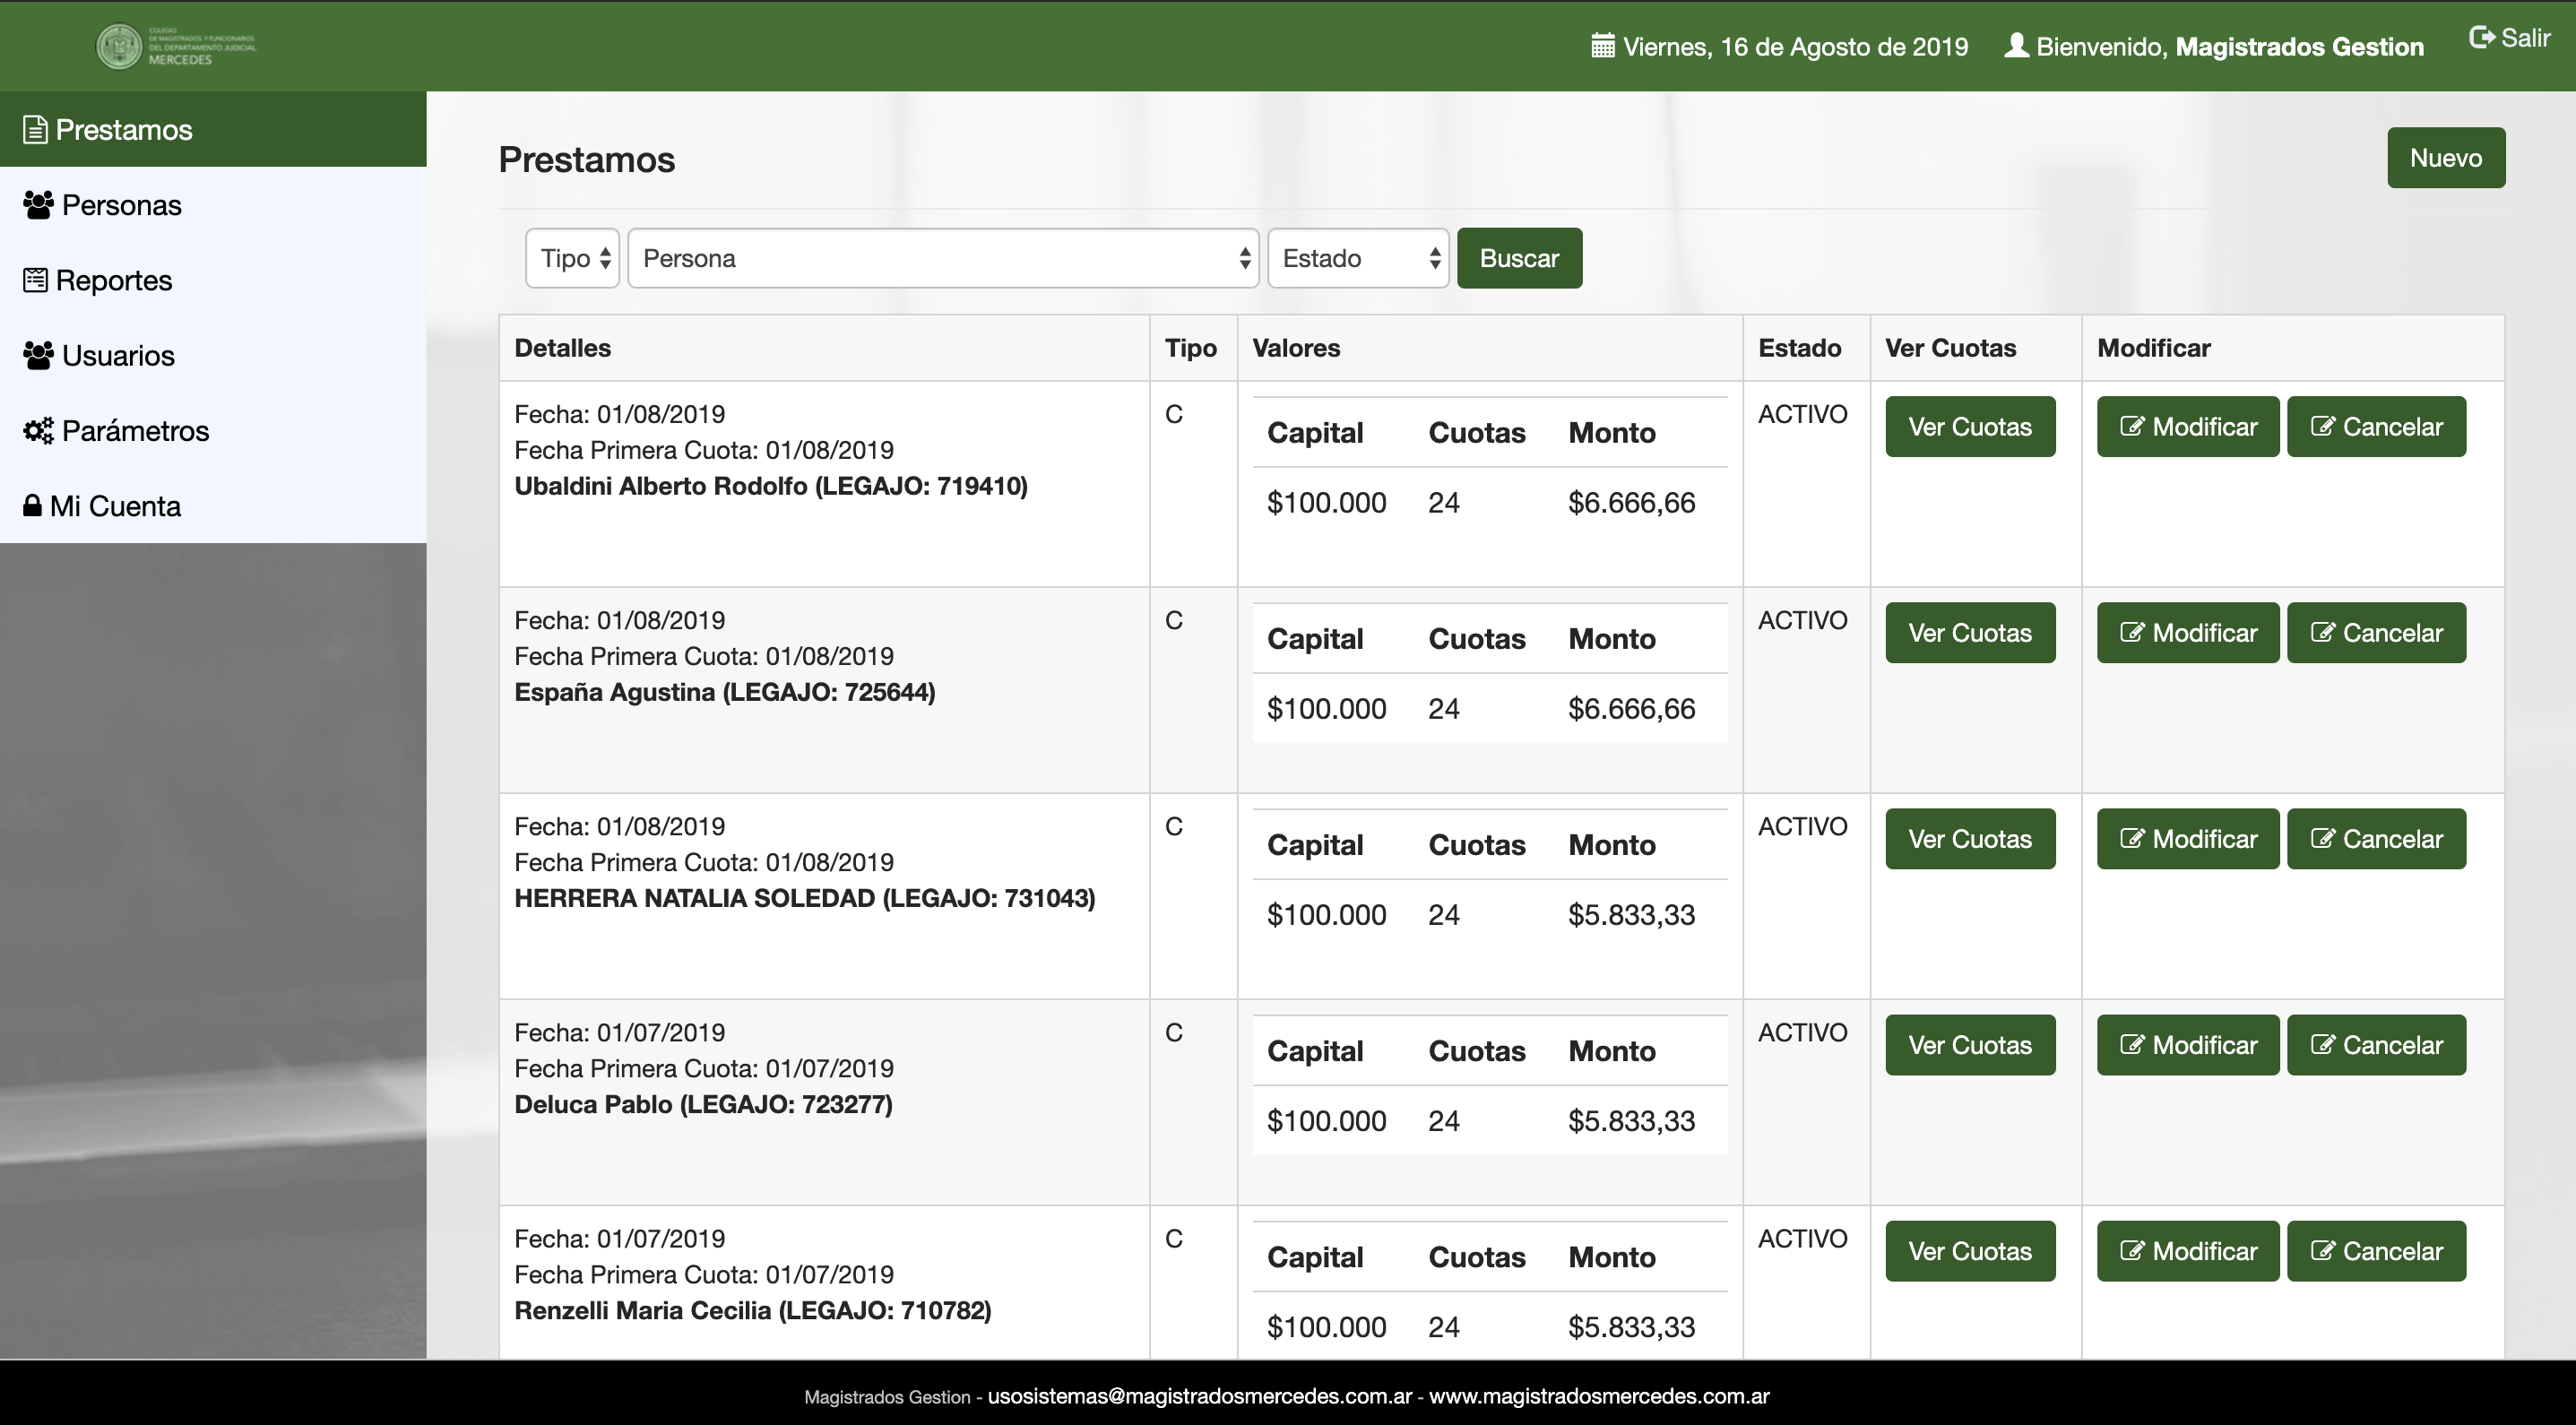 COLEGIO
DE MAGISTRADOS Y FUNCIONARIOS
DEL DEPARTAMENTO JUDICIAL
MERCEDES
Viernes, 16 de Agosto de 2019
Bienvenido, Magistrados Gestion
Salir
Prestamos
Personas
Reportes
Usuarios
Parámetros
Mi Cuenta
Prestamos
Nuevo
Tipo Persona Estado Buscar
Detalles Tipo Valores Estado Ver Cuotas Modificar
Fecha: 01/08/2019
Fecha Primera Cuota: 01/08/2019
Ubaldini Alberto Rodolfo (LEGAJO: 719410)
C
Capital Cuotas Monto
$100.000 24 $6.666,66
ACTIVO
Ver Cuotas
Modificar Cancelar
Fecha: 01/08/2019
Fecha Primera Cuota: 01/08/2019
España Agustina (LEGAJO: 725644)
C
Capital Cuotas Monto
$100.000 24 $6.666,66
ACTIVO
Ver Cuotas
Modificar Cancelar
Fecha: 01/08/2019
Fecha Primera Cuota: 01/08/2019
HERRERA NATALIA SOLEDAD (LEGAJO: 731043)
C
Capital Cuotas Monto
$100.000 24 $5.833,33
ACTIVO
Ver Cuotas
Modificar Cancelar
Fecha: 01/07/2019
Fecha Primera Cuota: 01/07/2019
Deluca Pablo (LEGAJO: 723277)
C
Capital Cuotas Monto
$100.000 24 $5.833,33
ACTIVO
Ver Cuotas
Modificar Cancelar
Fecha: 01/07/2019
Fecha Primera Cuota: 01/07/2019
Renzelli Maria Cecilia (LEGAJO: 710782)
C
Capital Cuotas Monto
$100.000 24 $5.833,33
ACTIVO
Ver Cuotas
Modificar Cancelar
Magistrados Gestion - usosistemas@magistradosmercedes.com.ar - www.magistradosmercedes.com.ar